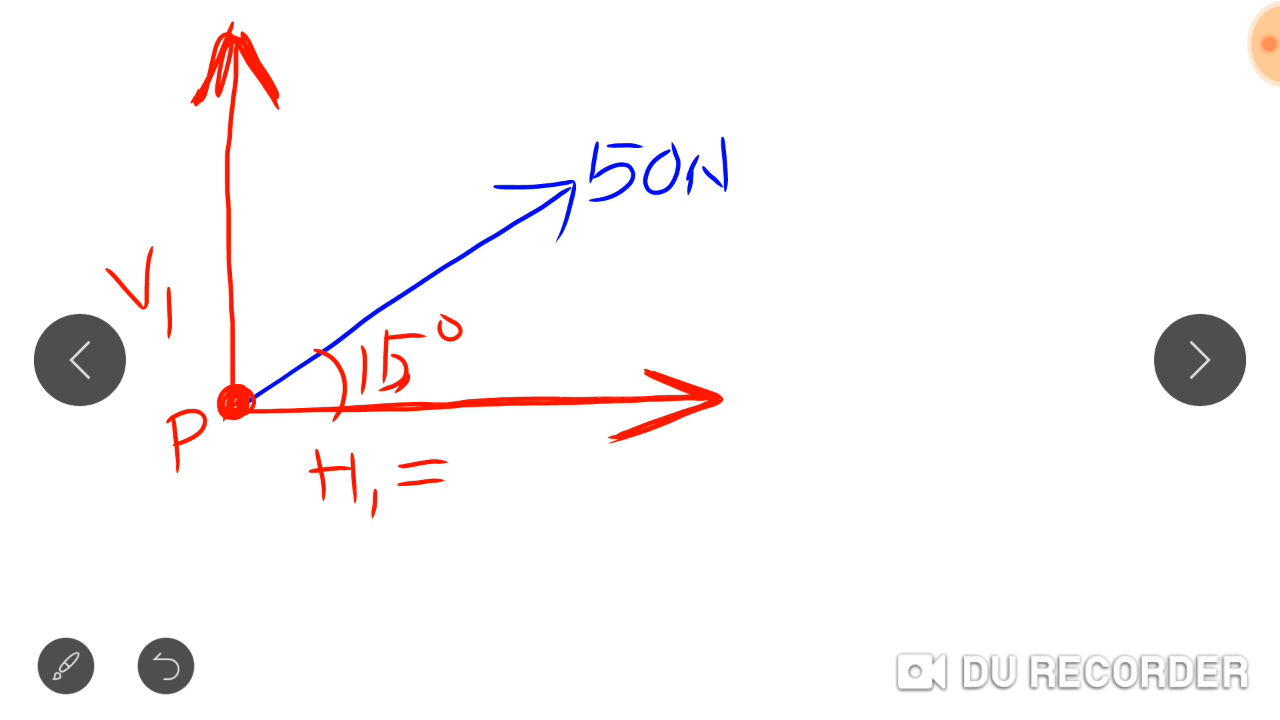 50N
V₁
15°
P
H₁ =
DU RECORDER